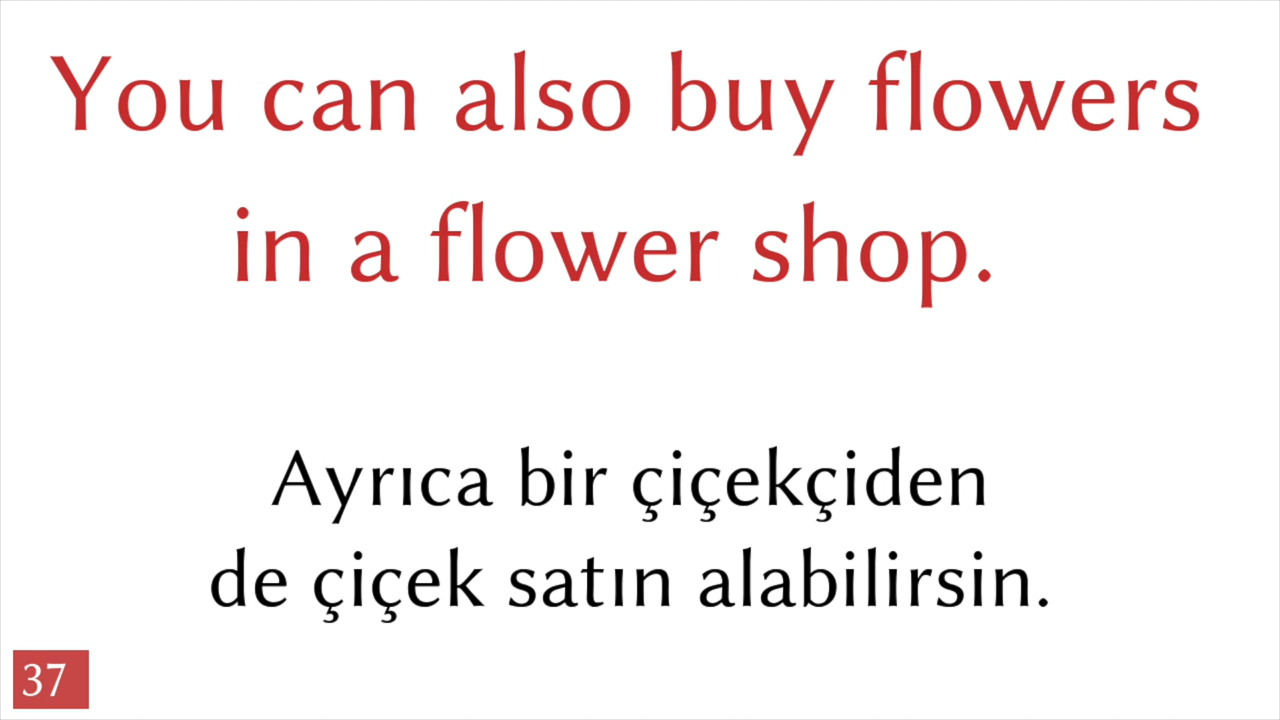 You can also buy flowers
in a flower shop.
Ayrıca bir çiçekçiden
de çiçek satın alabilirsin.
37